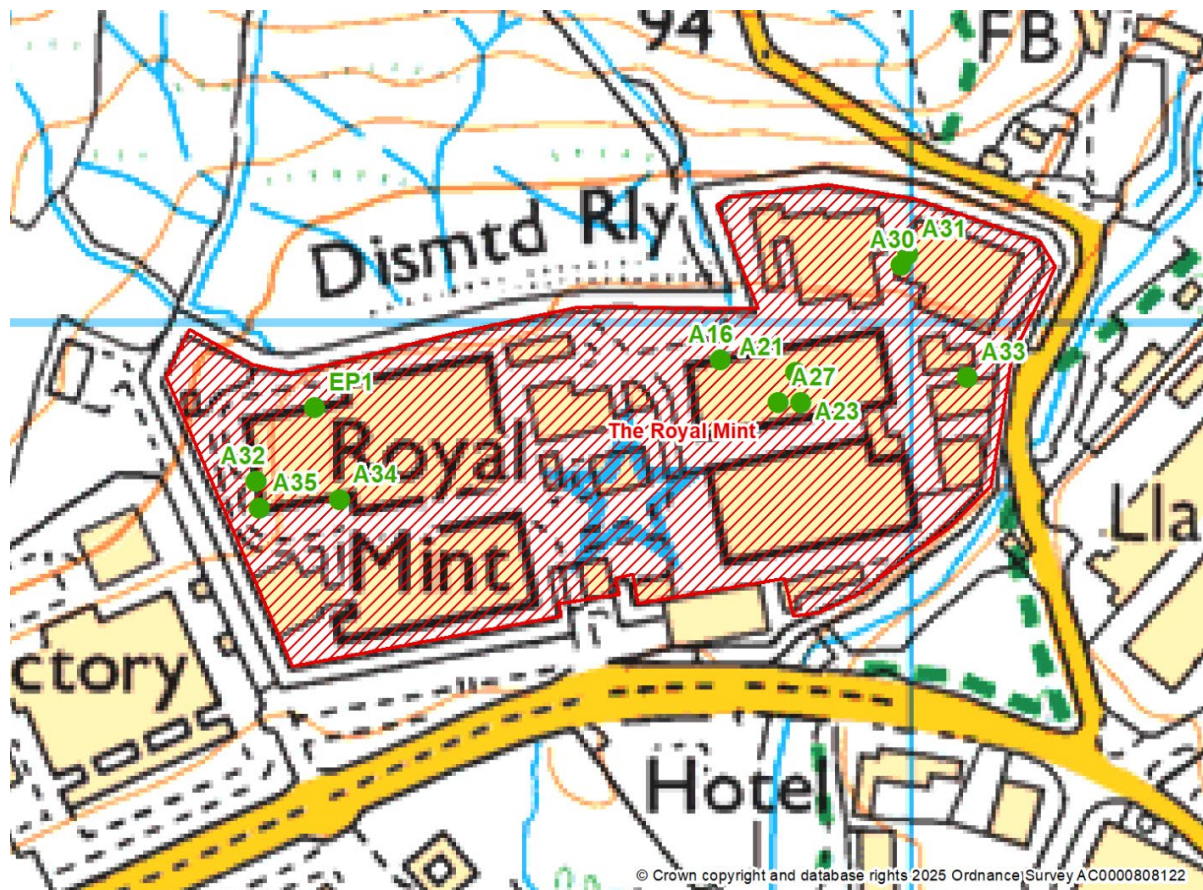 94
FB
Dismtd Rly
A30
A31
A16
A21
A33
EP1
A27
A23
The Royal Mint
Royal
A32
A35
A34
Mint
Lla
ctory
Hotel
© Crown copyright and database rights 2025 Ordnance Survey AC0000808122